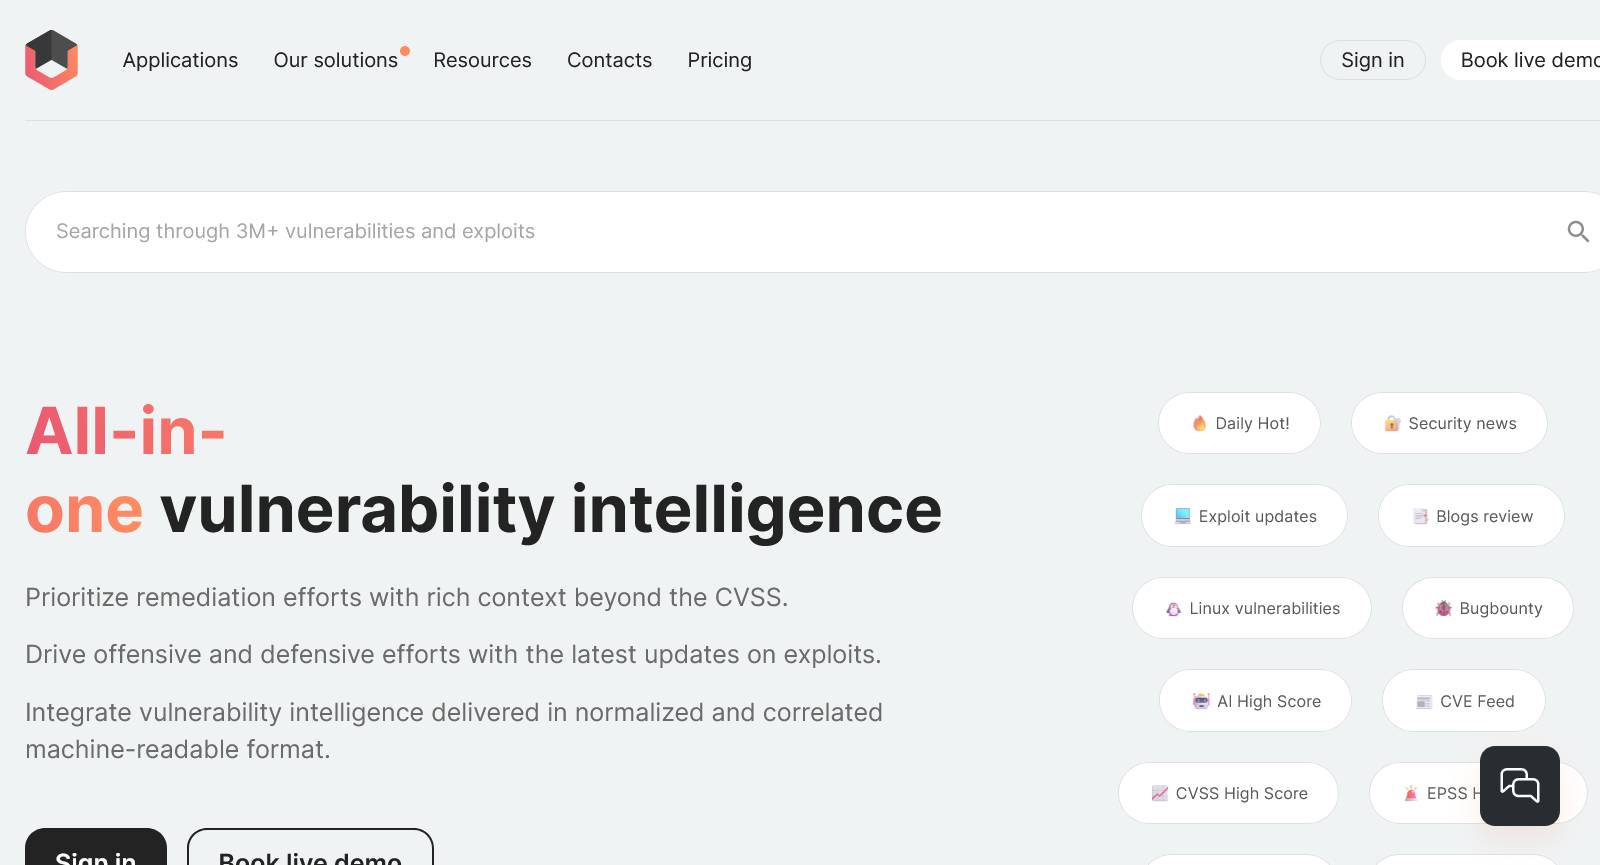 Applications
Our solutions
Resources
Contacts
Pricing
Sign in
Book live demo
Searching through 3M+ vulnerabilities and exploits
All-in-
one vulnerability intelligence
Prioritize remediation efforts with rich context beyond the CVSS.
Drive offensive and defensive efforts with the latest updates on exploits.
Integrate vulnerability intelligence delivered in normalized and correlated
machine-readable format.
Sign in
Book live demo
Daily Hot!
Security news
Exploit updates
Blogs review
Linux vulnerabilities
Bugbounty
AI High Score
CVE Feed
CVSS High Score
EPSS